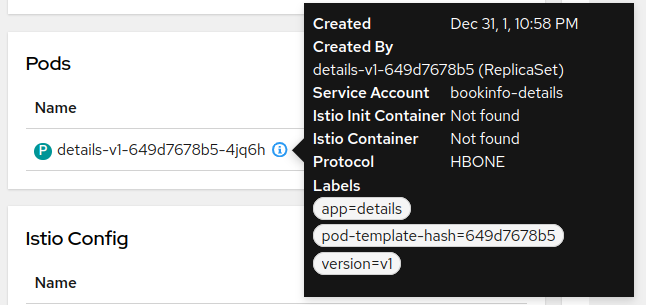 Pods
Name
P details-v1-649d7678b5-4jq6h
Istio Config
Name
Created Dec 31, 1, 10:58 PM
Created By
details-v1-649d7678b5 (ReplicaSet)
Service Account bookinfo-details
Istio Init Container Not found
Istio Container Not found
Protocol HBONE
Labels
app=details
pod-template-hash=649d7678b5
version=v1